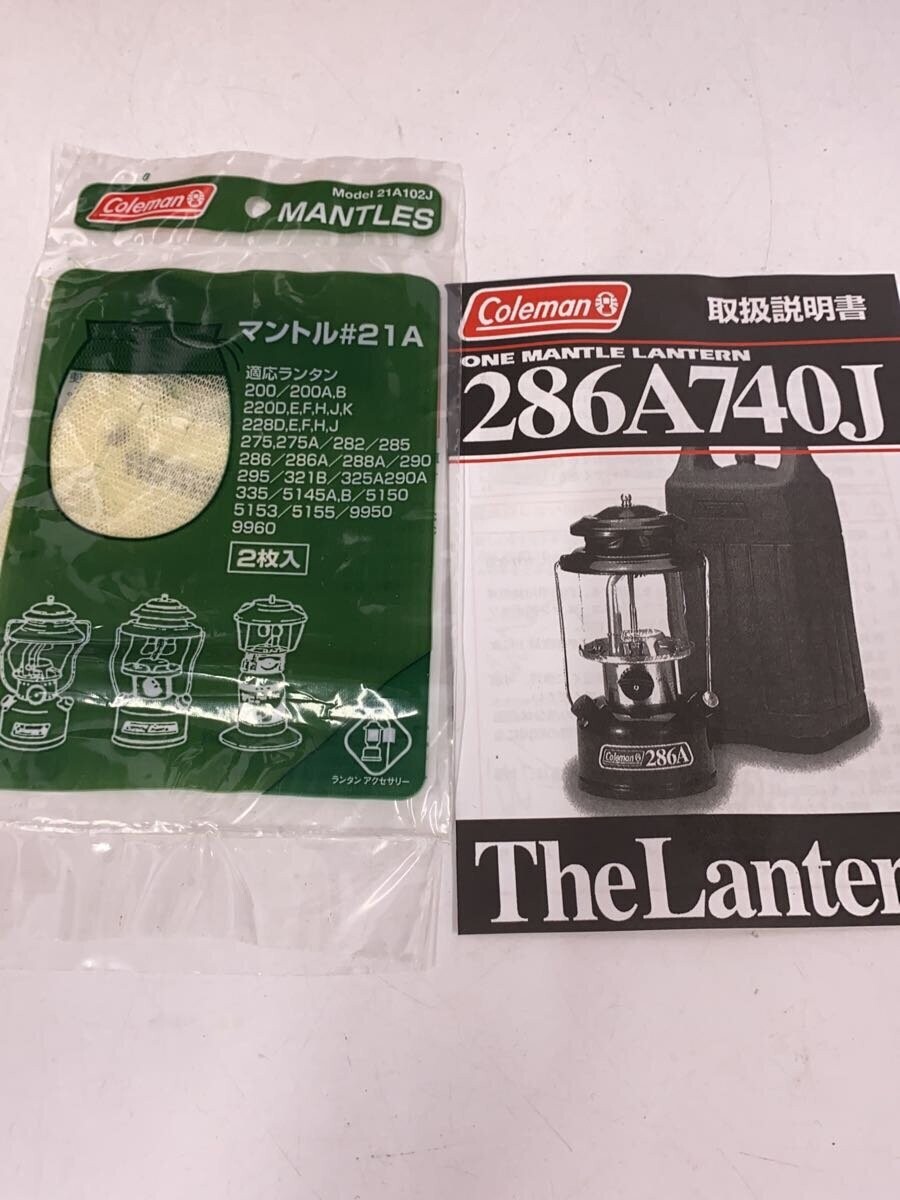 Coleman
Model 21A102J
MANTLES
マントル#21A
適応ランタン
200／200A,B
220D,E,F,H,J,K
228D,E,F,H,J
275,275A／282／285
286／286A／288A／290
295／321B／325A290A
335／5145A,B／5150
5153／5155／9950
9960
2枚入
ランタン アクセサリー
Coleman
取扱説明書
ONE MANTLE LANTERN
286A740J
Coleman 286A
TheLanter